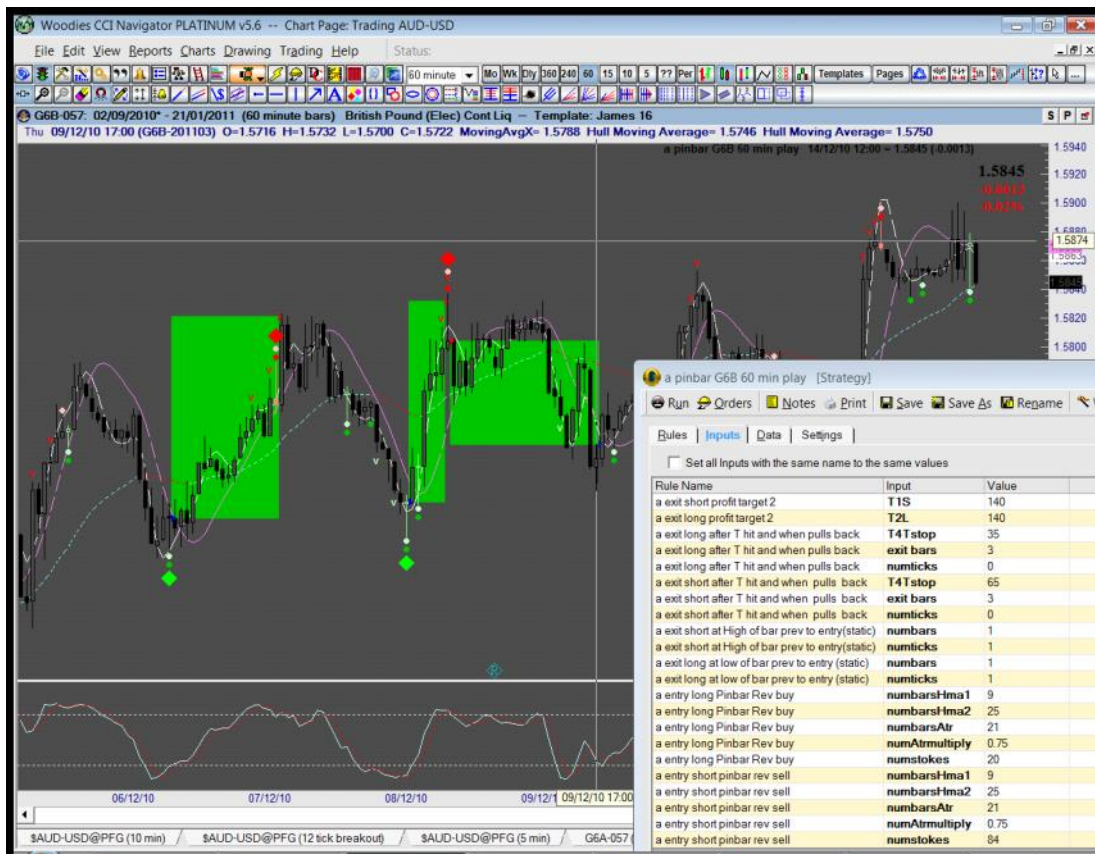 Woodies CCI Navigator PLATINUM v5.6 -- Chart Page: Trading AUD-USD
File Edit View Reports Charts Drawing Trading Help Status:
60 minute Mo Wk Dly 360 240 60 15 10 5 ?? Per Templates Pages
G6B-057: 02/09/2010* - 21/01/2011 (60 minute bars) British Pound (Elec) Cont Liq – Template: James 16 S P
Thu 09/12/10 17:00 (G6B-201103) O=1.5716 H=1.5732 L=1.5700 C=1.5722 MovingAvgX= 1.5788 Hull Moving Average= 1.5746 Hull Moving Average= 1.5750
a pinbar G6B 60 min play 14/12/10 12:00 = 1.5845 (-0.0013)
1.5940
1.5920
1.5845
-0.0013
1.5900
1.5874
1.5863
1.5845
1.5840
1.5820
1.5800
a pinbar G6B 60 min play [Strategy]
Run Orders Notes Print Save Save As Rename
Rules Inputs Data Settings
Set all Inputs with the same name to the same values
Rule Name Input Value
a exit short profit target 2 T1S 140
a exit long profit target 2 T2L 140
a exit long after T hit and when pulls back T4Tstop 35
a exit long after T hit and when pulls back exit bars 3
a exit long after T hit and when pulls back numticks 0
a exit short after T hit and when pulls back T4Tstop 65
a exit short after T hit and when pulls back exit bars 3
a exit short after T hit and when pulls back numticks 0
a exit short at High of bar prev to entry(static) numbars 1
a exit short at High of bar prev to entry(static) numticks 1
a exit long at low of bar prev to entry (static) numbars 1
a exit long at low of bar prev to entry (static) numticks 1
a entry long Pinbar Rev buy numbarsHma1 9
a entry long Pinbar Rev buy numbarsHma2 25
a entry long Pinbar Rev buy numbarsAtr 21
a entry long Pinbar Rev buy numAtrmultiply 0.75
a entry long Pinbar Rev buy numstokes 20
a entry short pinbar rev sell numbarsHma1 9
a entry short pinbar rev sell numbarsHma2 25
a entry short pinbar rev sell numbarsAtr 21
a entry short pinbar rev sell numAtrmultiply 0.75
a entry short pinbar rev sell numstokes 84
06/12/10 07/12/10 08/12/10 09/12/1 09/12/10 17:00
$AUD-USD@PFG (10 min) $AUD-USD@PFG (12 tick breakout) $AUD-USD@PFG (5 min) G6A-057